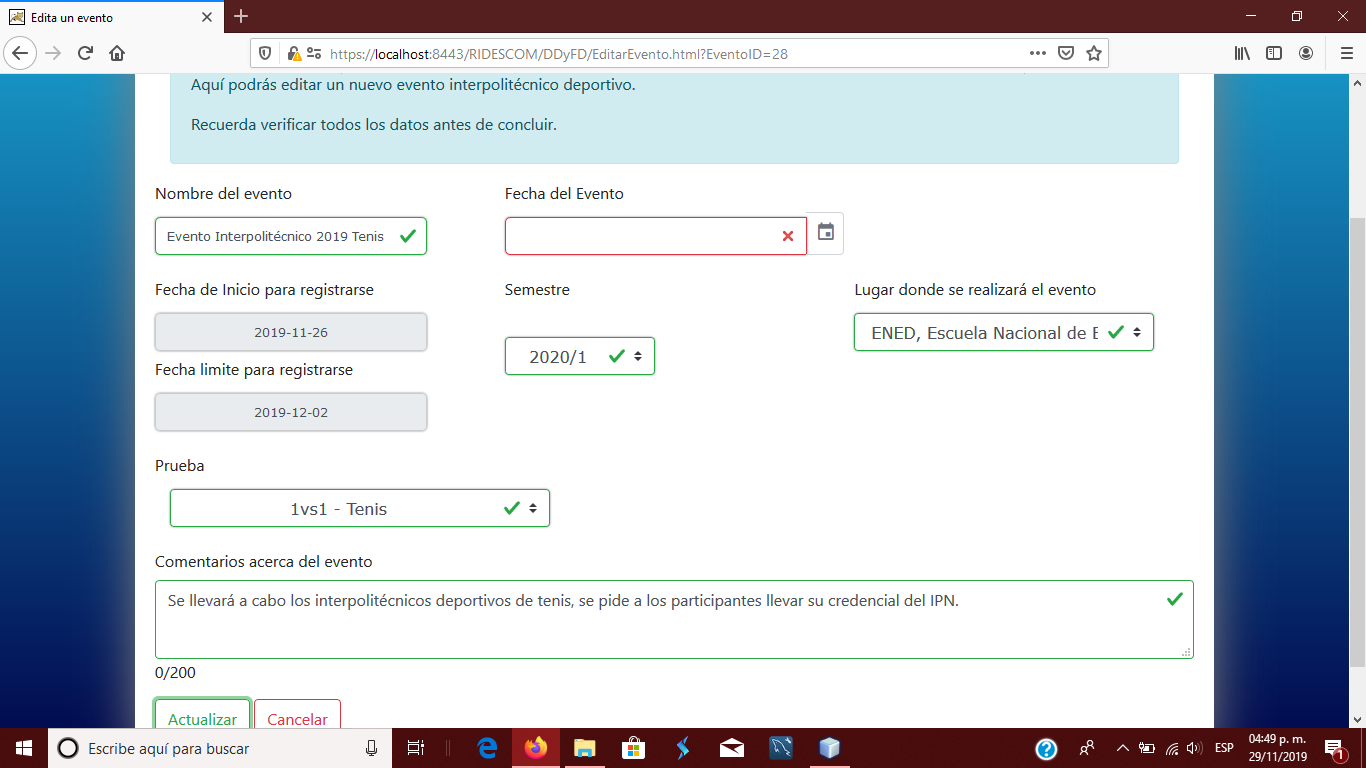 Edita un evento
https://localhost:8443/RIDESCOM/DDyFD/EditarEvento.html?EventoID=28
Aquí podrás editar un nuevo evento interpolitécnico deportivo.
Recuerda verificar todos los datos antes de concluir.
Nombre del evento
Fecha del Evento
Evento Interpolitécnico 2019 Tenis
Fecha de Inicio para registrarse
Semestre
Lugar donde se realizará el evento
2019-11-26
2020/1
ENED, Escuela Nacional de E
Fecha limite para registrarse
2019-12-02
Prueba
1vs1 - Tenis
Comentarios acerca del evento
Se llevará a cabo los interpolitécnicos deportivos de tenis, se pide a los participantes llevar su credencial del IPN.
0/200
Actualizar
Cancelar
Escribe aquí para buscar
ESP
04:49 p. m.
29/11/2019
1